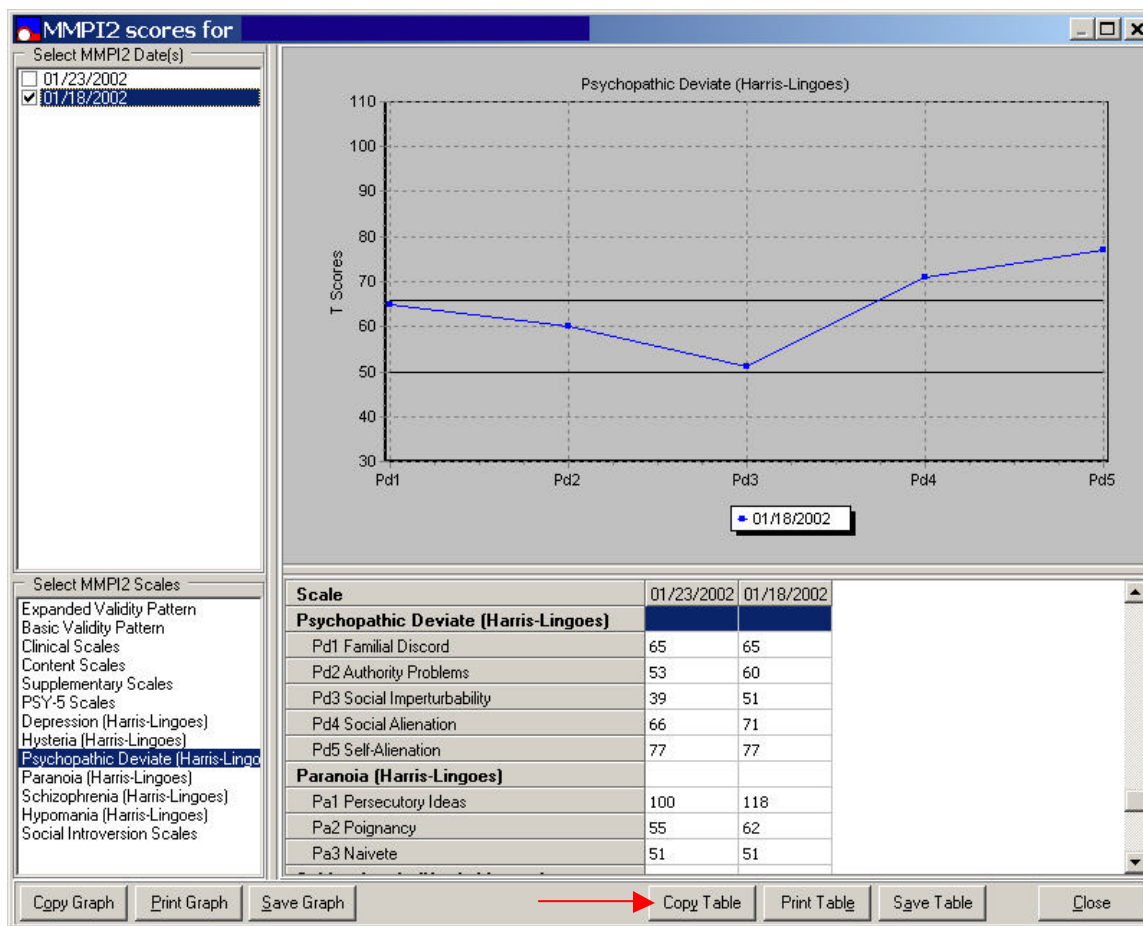 MMPI2 scores for
Select MMPI2 Date(s)
01/23/2002
01/18/2002
Psychopathic Deviate (Harris-Lingoes)
T Scores
110
100
90
80
70
60
50
40
30
Pd1 Pd2 Pd3 Pd4 Pd5
01/18/2002
Select MMPI2 Scales
Expanded Validity Pattern
Basic Validity Pattern
Clinical Scales
Content Scales
Supplementary Scales
PSY-5 Scales
Depression (Harris-Lingoes)
Hysteria (Harris-Lingoes)
Psychopathic Deviate (Harris-Lingo
Paranoia (Harris-Lingoes)
Schizophrenia (Harris-Lingoes)
Hypomania (Harris-Lingoes)
Social Introversion Scales
Scale 01/23/2002 01/18/2002
Psychopathic Deviate (Harris-Lingoes)
Pd1 Familial Discord 65 65
Pd2 Authority Problems 53 60
Pd3 Social Imperturbability 39 51
Pd4 Social Alienation 66 71
Pd5 Self-Alienation 77 77
Paranoia (Harris-Lingoes)
Pa1 Persecutory Ideas 100 118
Pa2 Poignancy 55 62
Pa3 Naivete 51 51
Copy Graph Print Graph Save Graph Copy Table Print Table Save Table Close